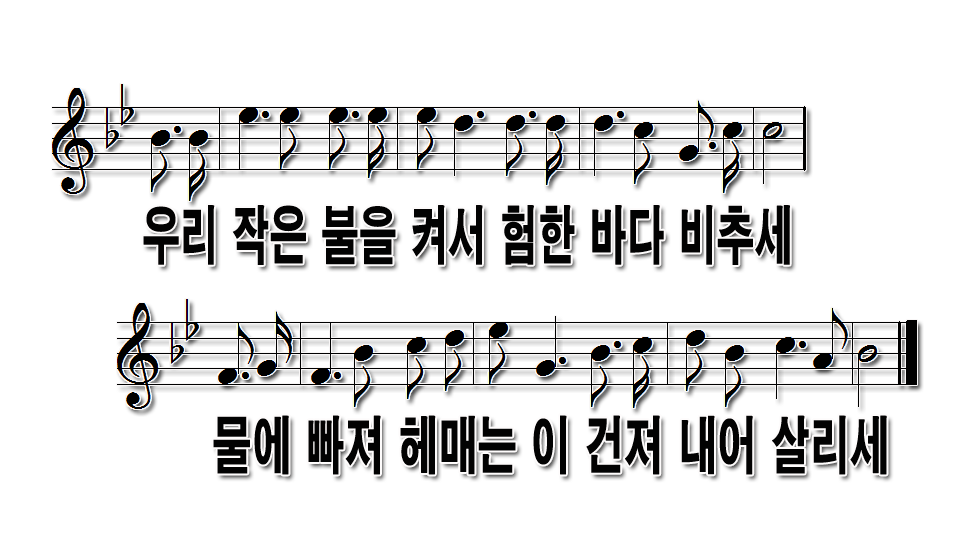 우리 작은 불을 켜서 험한 바다 비추세
물에 빠져 헤매는 이 건져 내어 살리세